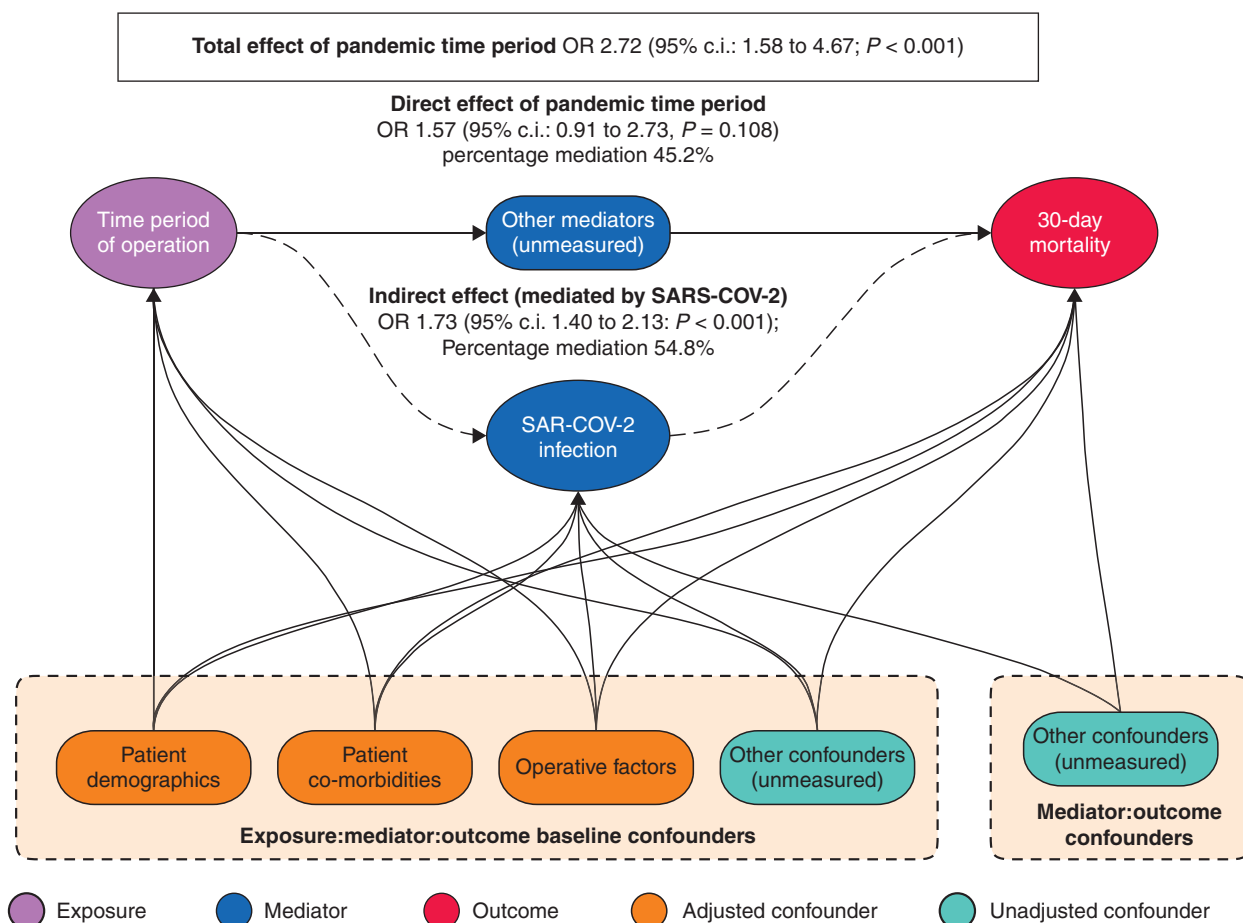 Total effect of pandemic time period OR 2.72 (95% c.i.: 1.58 to 4.67; P < 0.001)
Direct effect of pandemic time period
OR 1.57 (95% c.i.: 0.91 to 2.73, P = 0.108)
percentage mediation 45.2%
Time period
of operation
Other mediators
(unmeasured)
30-day
mortality
Indirect effect (mediated by SARS-COV-2)
OR 1.73 (95% c.i. 1.40 to 2.13: P < 0.001);
Percentage mediation 54.8%
SAR-COV-2
infection
Patient
demographics
Patient
co-morbidities
Operative factors
Other confounders
(unmeasured)
Other confounders
(unmeasured)
Exposure:mediator:outcome baseline confounders
Mediator:outcome
confounders
Exposure
Mediator
Outcome
Adjusted confounder
Unadjusted confounder